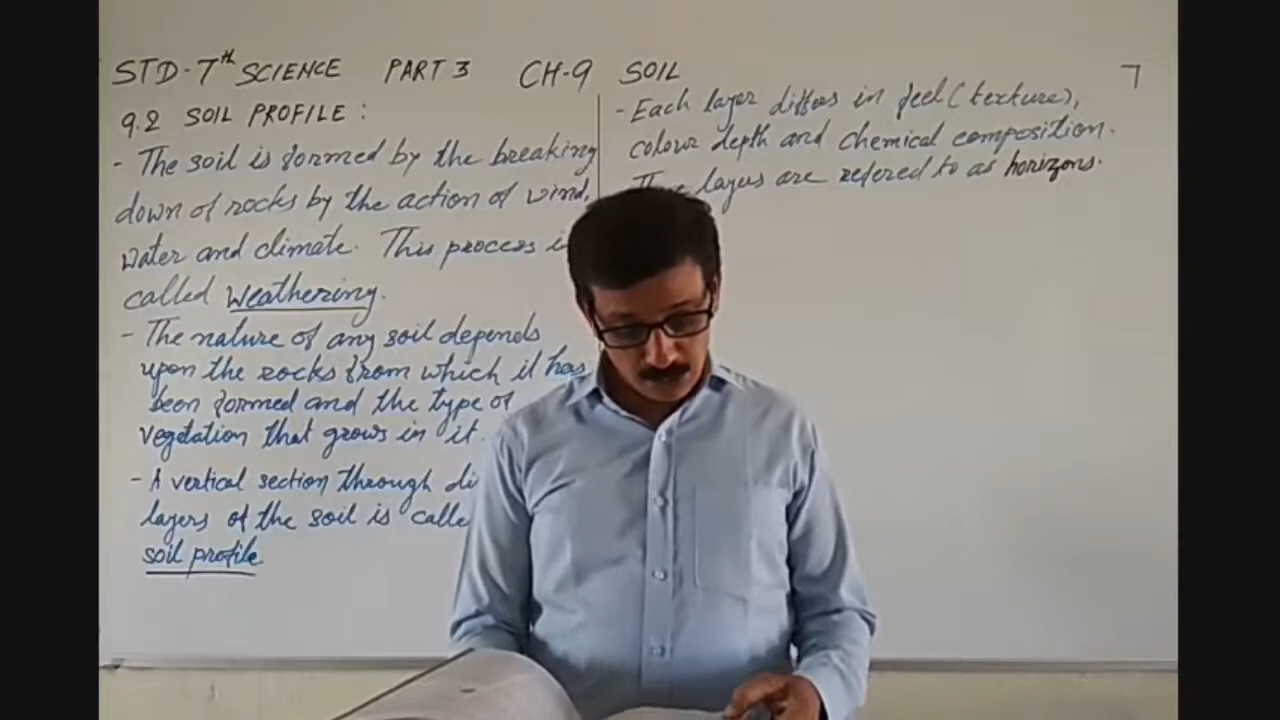 STD-7th SCIENCE PART 3 CH-9 SOIL
7
9.2 SOIL PROFILE :
- The soil is formed by the breaking
down of rocks by the action of wind,
water and climate. This process i
called Weathering.
- The nature of any soil depends
upon the rocks from which it has
been formed and the type of
vegetation that grows in it.
- A vertical section through di
layers of the soil is calle
soil profile
- Each layer differs in feel (texture),
colour depth and chemical composition.
layers are refered to as horizons.